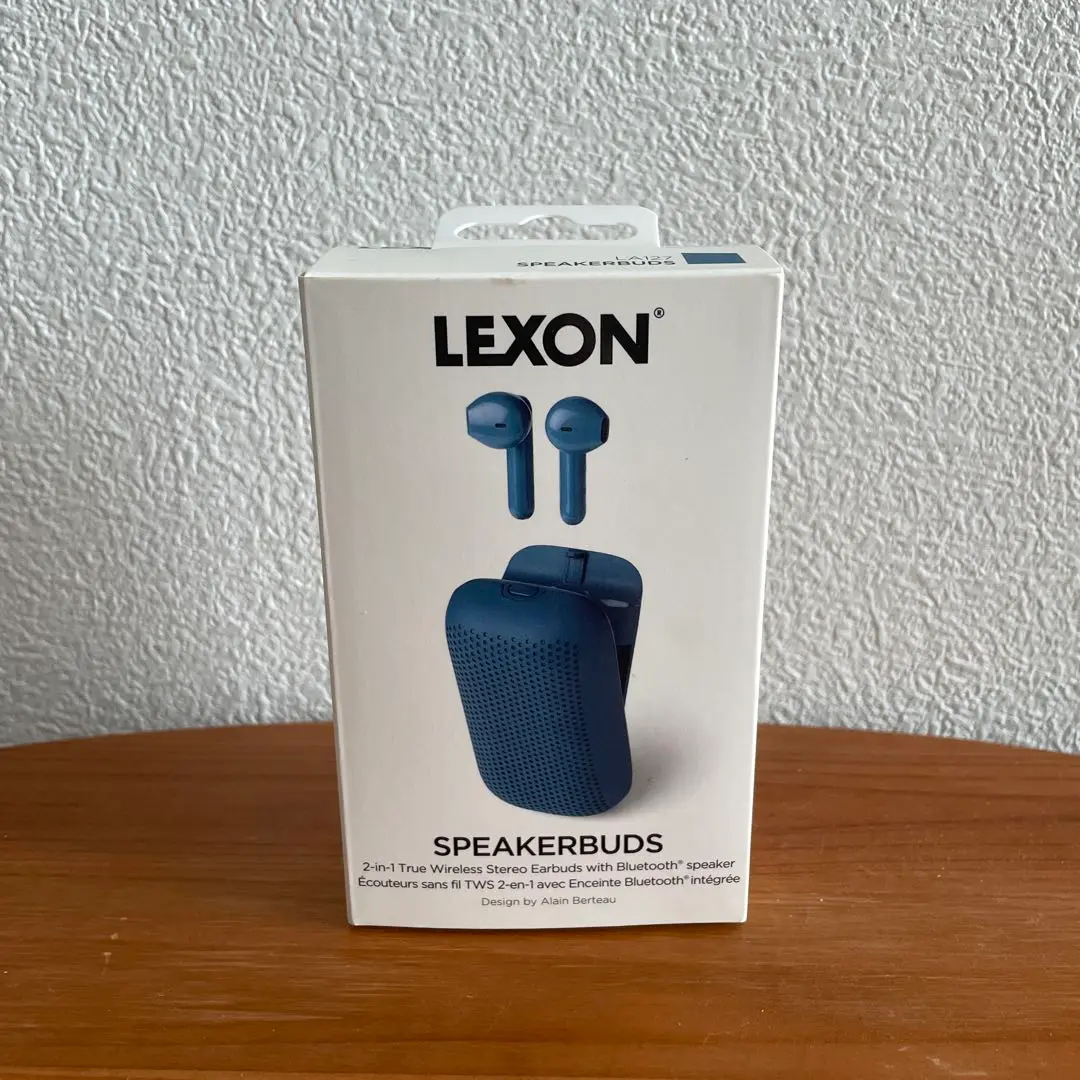 LA127
SPEAKERBUDS
LEXON®
SPEAKERBUDS
2-in-1 True Wireless Stereo Earbuds with Bluetooth® speaker
Écouteurs sans fil TWS 2-en-1 avec Enceinte Bluetooth® intégrée
Design by Alain Berteau